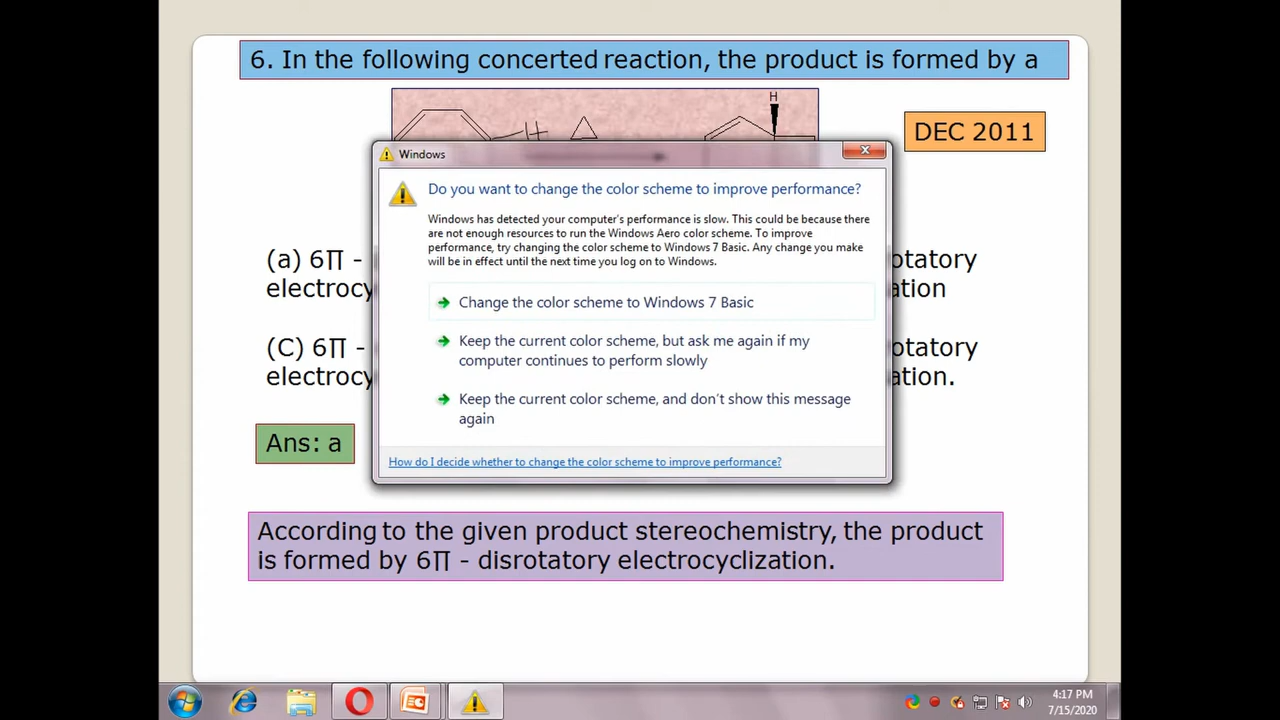 6. In the following concerted reaction, the product is formed by a
H
H
DEC 2011
Windows
Do you want to change the color scheme to improve performance?
Windows has detected your computer's performance is slow. This could be because there
are not enough resources to run the Windows Aero color scheme. To improve
performance, try changing the color scheme to Windows 7 Basic. Any change you make
will be in effect until the next time you log on to Windows.
(a) 6Π -
electrocy
Change the color scheme to Windows 7 Basic
Keep the current color scheme, but ask me again if my
computer continues to perform slowly
(C) 6Π -
electrocy
Keep the current color scheme, and don't show this message
again
Ans: a
How do I decide whether to change the color scheme to improve performance?
According to the given product stereochemistry, the product
is formed by 6Π - disrotatory electrocyclization.
4:17 PM
7/15/2020